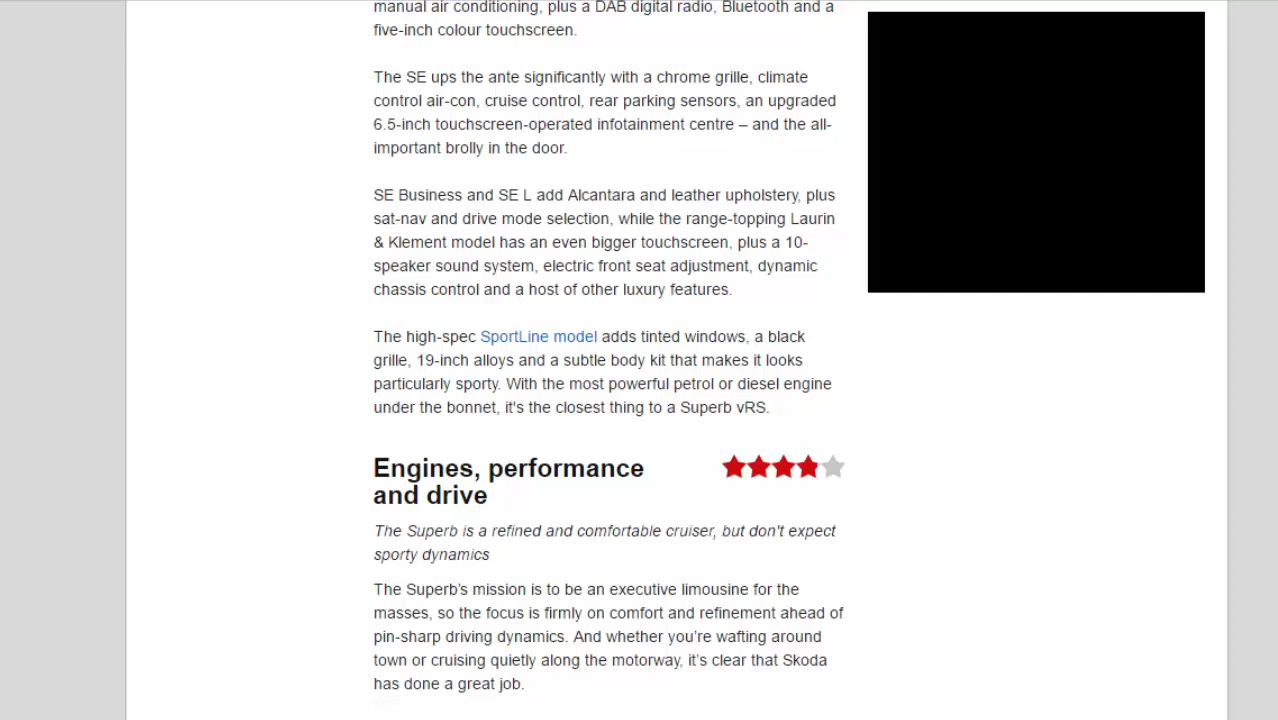 manual air conditioning, plus a DAB digital radio, Bluetooth and a
five-inch colour touchscreen.
The SE ups the ante significantly with a chrome grille, climate
control air-con, cruise control, rear parking sensors, an upgraded
6.5-inch touchscreen-operated infotainment centre – and the all-
important brolly in the door.
SE Business and SE L add Alcantara and leather upholstery, plus
sat-nav and drive mode selection, while the range-topping Laurin
& Klement model has an even bigger touchscreen, plus a 10-
speaker sound system, electric front seat adjustment, dynamic
chassis control and a host of other luxury features.
The high-spec SportLine model adds tinted windows, a black
grille, 19-inch alloys and a subtle body kit that makes it looks
particularly sporty. With the most powerful petrol or diesel engine
under the bonnet, it's the closest thing to a Superb vRS.
Engines, performance
and drive
The Superb is a refined and comfortable cruiser, but don't expect
sporty dynamics
The Superb’s mission is to be an executive limousine for the
masses, so the focus is firmly on comfort and refinement ahead of
pin-sharp driving dynamics. And whether you’re wafting around
town or cruising quietly along the motorway, it’s clear that Skoda
has done a great job.